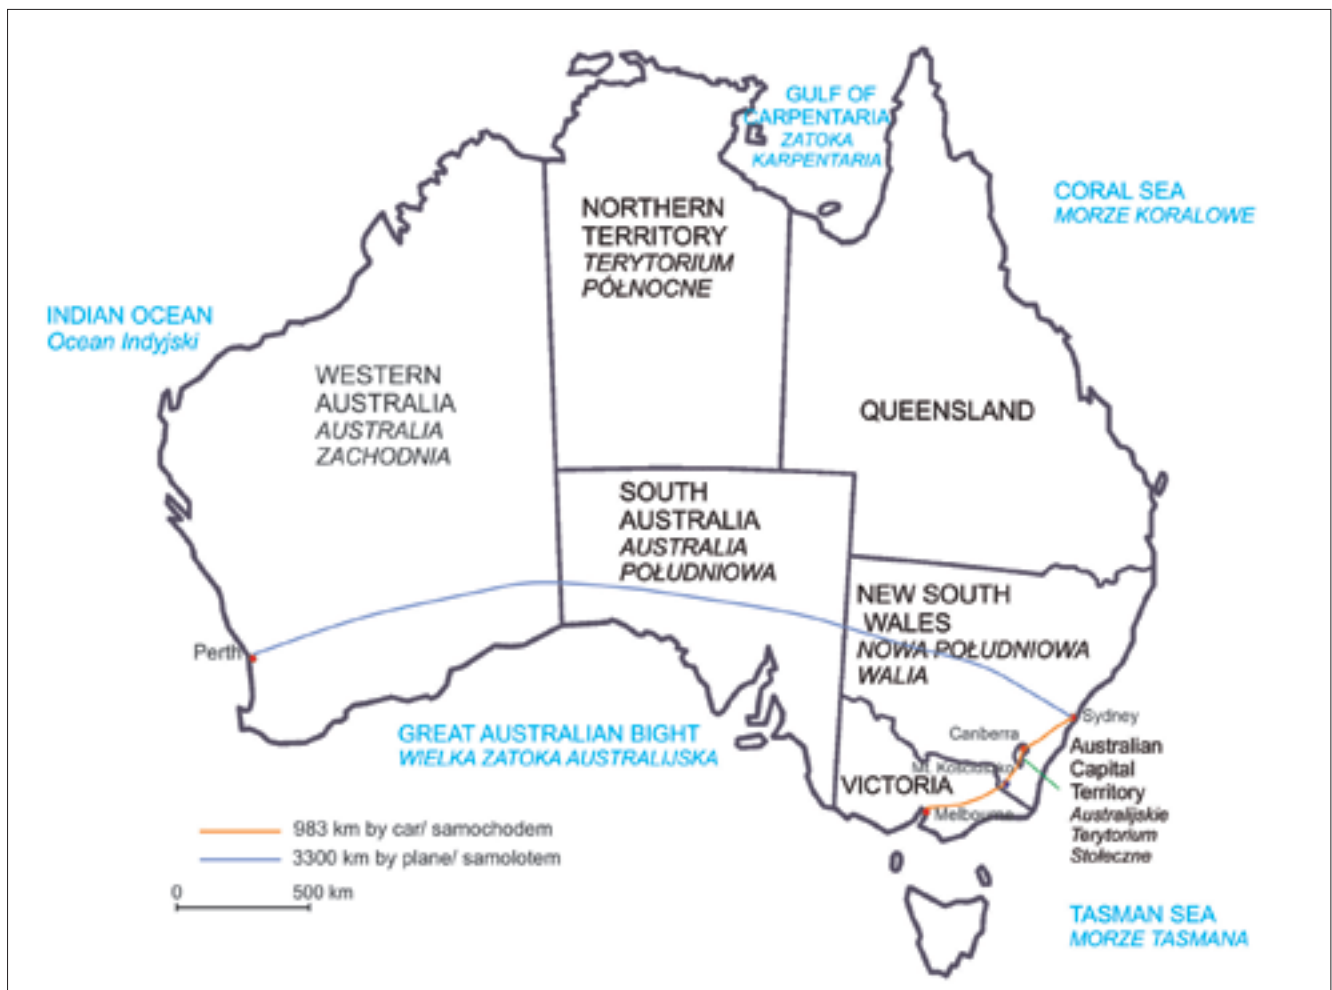 GULF OF
CARPENTARIA
ZATOKA
KARPENTARIA
CORAL SEA
MORZE KORALOWE
NORTHERN
TERRITORY
TERYTORIUM
PÓŁNOCNE
INDIAN OCEAN
Ocean Indyjski
WESTERN
AUSTRALIA
AUSTRALIA
ZACHODNIA
QUEENSLAND
SOUTH
AUSTRALIA
AUSTRALIA
POŁUDNIOWA
NEW SOUTH
WALES
NOWA POŁUDNIOWA
WALIA
Perth
Sydney
Canberra
GREAT AUSTRALIAN BIGHT
WIELKA ZATOKA AUSTRALIJSKA
Mt. Kościuszko
VICTORIA
Melbourne
Australian
Capital
Territory
Australijskie
Terytorium
Stołeczne
983 km by car/ samochodem
3300 km by plane/ samolotem
0 500 km
TASMAN SEA
MORZE TASMANA